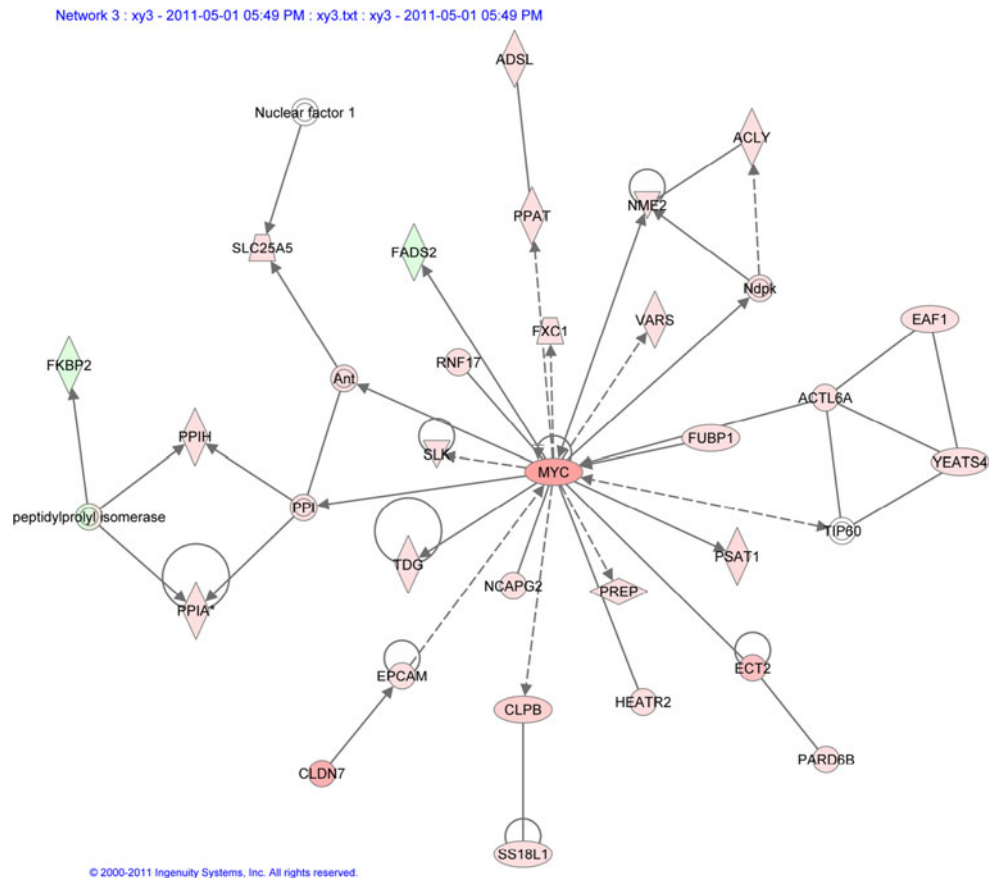 Network 3 : xy3 - 2011-05-01 05:49 PM : xy3.txt : xy3 - 2011-05-01 05:49 PM
ADSL
Nuclear factor 1
ACLY
NME2
PPAT
SLC25A5
FADS2
Ndpk
VARS
EAF1
FXC1
RNF17
FKBP2
Ant
ACTL6A
PPIH
FUBP1
SLK
YEATS4
MYC
peptidylprolyl isomerase
PPI
TIP60
TDG
PSAT1
NCAPG2
PREP
PPIA*
EPCAM
ECT2
CLPB
HEATR2
CLDN7
PARD6B
SS18L1
© 2000-2011 Ingenuity Systems, Inc. All rights reserved.